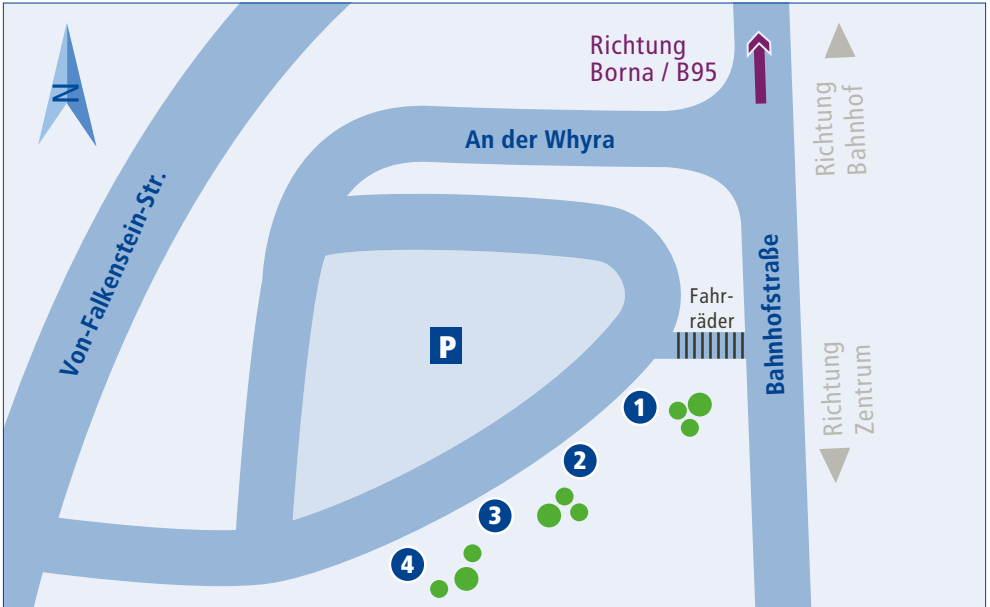 N
Richtung
Borna / B95
Richtung
Bahnhof
An der Whyra
Von-Falkenstein-Str.
Fahr-
räder
Bahnhofstraße
P
Richtung
Zentrum
1
2
3
4